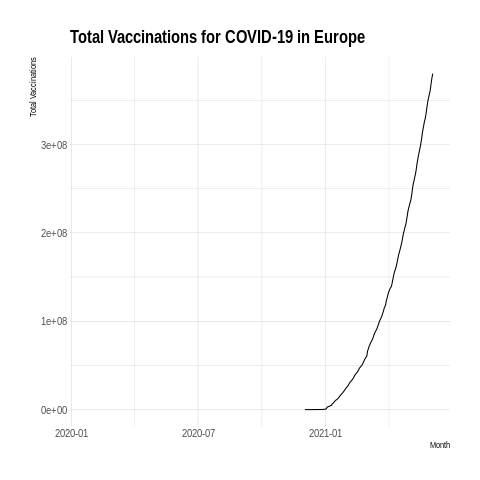 Total Vaccinations for COVID-19 in Europe
Total Vaccinations
3e+08
2e+08
1e+08
0e+00
2020-01 2020-07 2021-01
Month